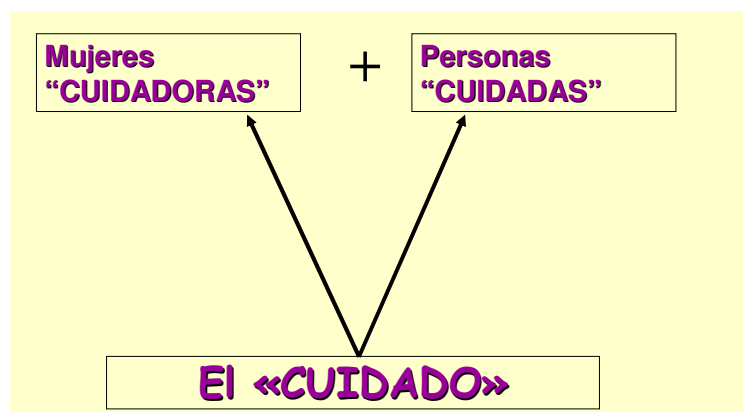 Mujeres
“CUIDADORAS”
+
Personas
“CUIDADAS”
El «CUIDADO»